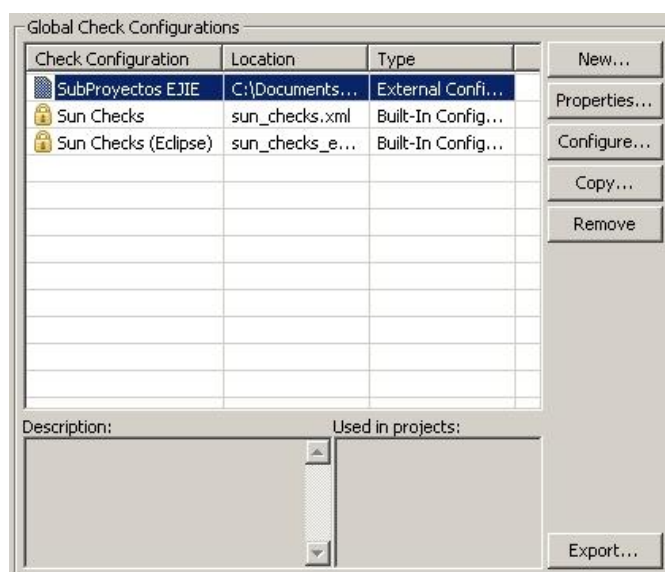 Global Check Configurations
Check Configuration Location Type
SubProyectos EJIE C:\Documents... External Confi...
Sun Checks sun_checks.xml Built-In Config...
Sun Checks (Eclipse) sun_checks_e... Built-In Config...
New...
Properties...
Configure...
Copy...
Remove
Description: Used in projects:
Export...